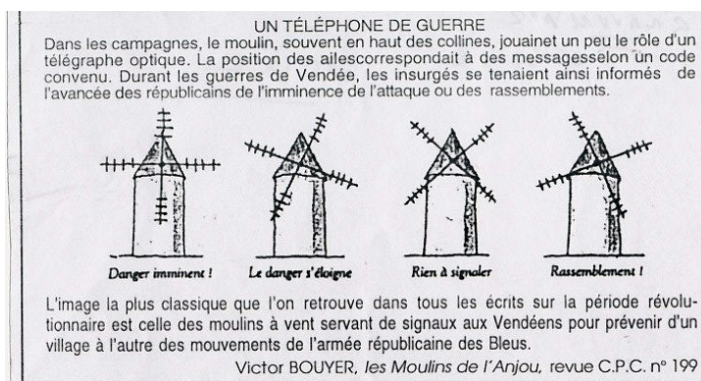 UN TÉLÉPHONE DE GUERRE
Dans les campagnes, le moulin, souvent en haut des collines, jouainet un peu le rôle d'un
télégraphe optique. La position des ailescorrespondait à des messagesselon un code
convenu. Durant les guerres de Vendée, les insurgés se tenaient ainsi informés de
l'avancée des républicains de l'imminence de l'attaque ou des rassemblements.
Danger imminent !
Le danger s'éloigne
Rien à signaler
Rassemblement !
L'image la plus classique que l'on retrouve dans tous les écrits sur la période révolu-
tionnaire est celle des moulins à vent servant de signaux aux Vendéens pour prévenir d'un
village à l'autre des mouvements de l'armée républicaine des Bleus.
Victor BOUYER, les Moulins de l'Anjou, revue C.P.C. n° 199